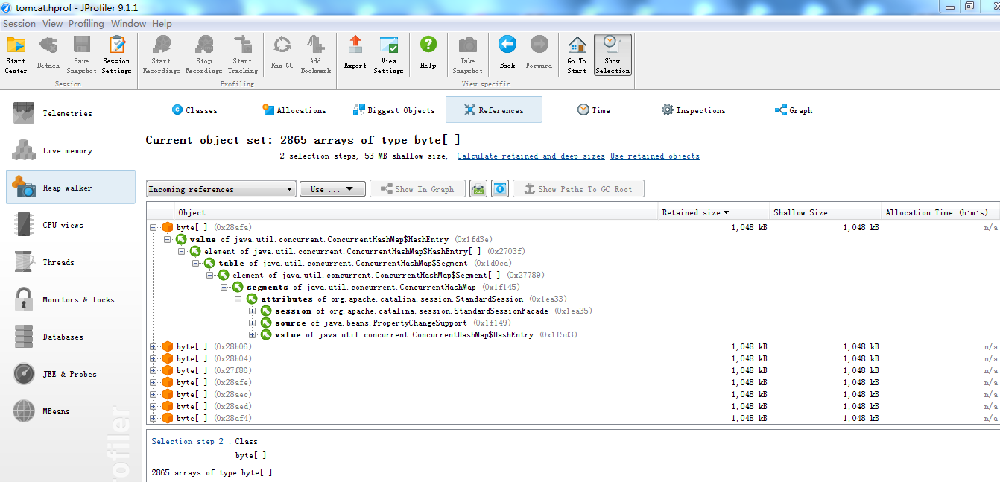 tomcat.hprof - JProfiler 9.1.1
Session View Profiling Window Help
Start Center
Detach
Save Snapshot
Session Settings
Start Recordings
Stop Recordings
Start Tracking
Run GC
Add Bookmark
Export
View Settings
Help
Take Snapshot
Back
Forward
Go To Start
Show Selection
Session
Profiling
View specific
Telemetries
Live memory
Heap walker
CPU views
Threads
Monitors & locks
Databases
JEE & Probes
MBeans
Classes
Allocations
Biggest Objects
References
Time
Inspections
Graph
Current object set: 2865 arrays of type byte[ ]
2 selection steps, 53 MB shallow size, Calculate retained and deep sizes Use retained objects
Incoming references
Use ...
Show In Graph
Show Paths To GC Root
Object Retained size Shallow Size Allocation Time (h:m:s)
byte[ ] (0x28afa) 1,048 kB 1,048 kB n/a
value of java.util.concurrent.ConcurrentHashMap$HashEntry (0x1fd3e)
element of java.util.concurrent.ConcurrentHashMap$HashEntry[ ] (0x2703f)
table of java.util.concurrent.ConcurrentHashMap$Segment (0x1d0ca)
element of java.util.concurrent.ConcurrentHashMap$Segment[ ] (0x27789)
segments of java.util.concurrent.ConcurrentHashMap (0x1f145)
attributes of org.apache.catalina.session.StandardSession (0x1ea33)
session of org.apache.catalina.session.StandardSessionFacade (0x1ea35)
source of java.beans.PropertyChangeSupport (0x1f149)
value of java.util.concurrent.ConcurrentHashMap$HashEntry (0x1f5d3)
byte[ ] (0x28b06) 1,048 kB 1,048 kB n/a
byte[ ] (0x28b04) 1,048 kB 1,048 kB n/a
byte[ ] (0x27f86) 1,048 kB 1,048 kB n/a
byte[ ] (0x28afe) 1,048 kB 1,048 kB n/a
byte[ ] (0x28aec) 1,048 kB 1,048 kB n/a
byte[ ] (0x28aed) 1,048 kB 1,048 kB n/a
byte[ ] (0x28af4) 1,048 kB 1,048 kB n/a
Selection step 2 : Class
byte[ ]
2865 arrays of type byte[ ]